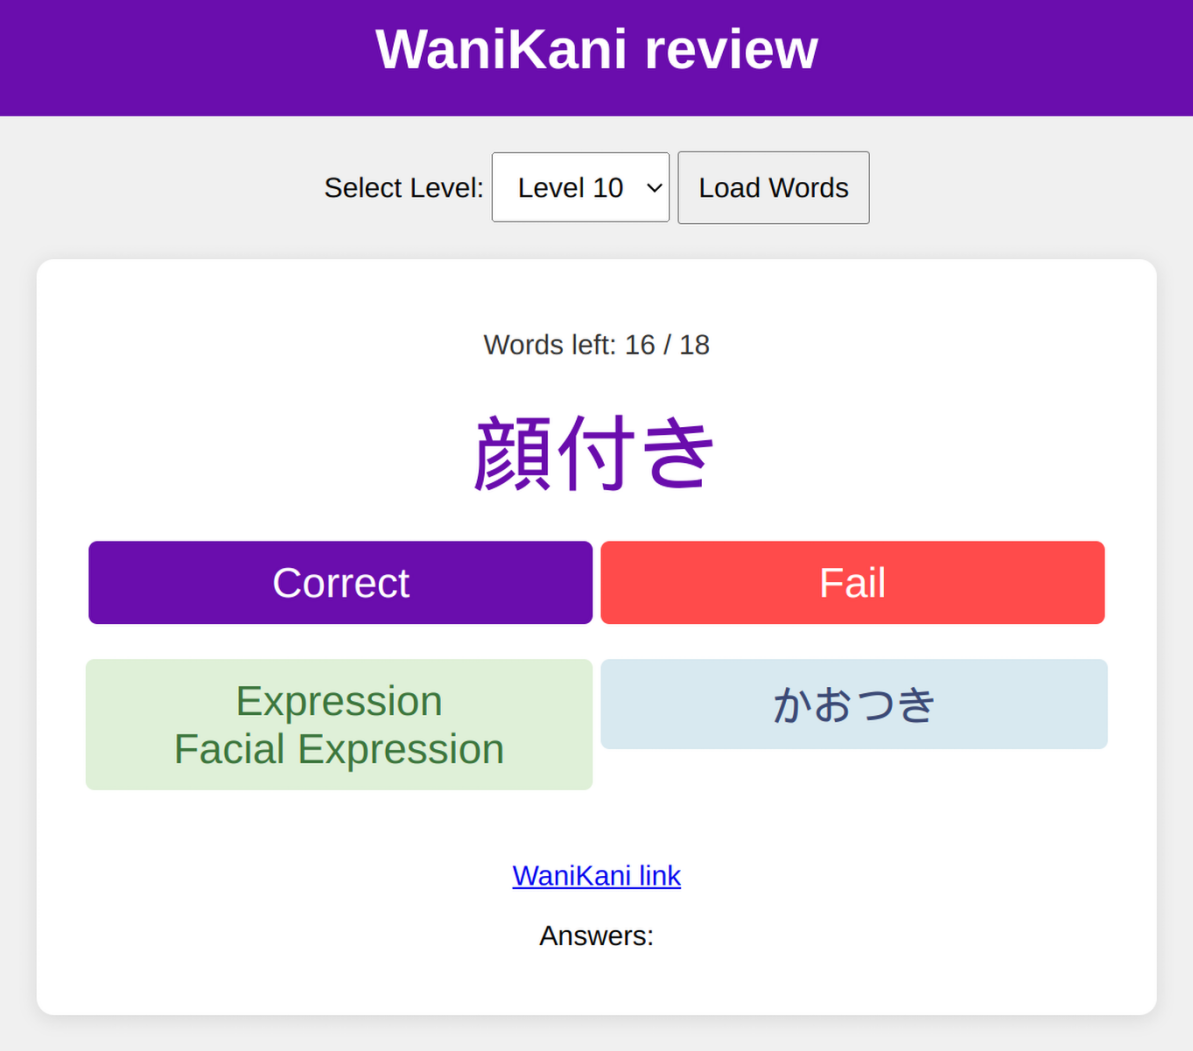 WaniKani review
Select Level: Level 10 Load Words
Words left: 16 / 18
顔付き
Correct Fail
Expression
Facial Expression
かおつき
WaniKani link
Answers: